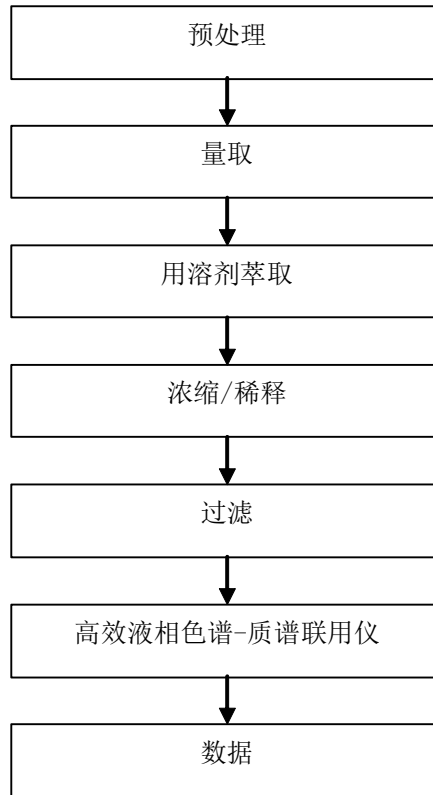 预处理
量取
用溶剂萃取
浓缩/稀释
过滤
高效液相色谱-质谱联用仪
数据